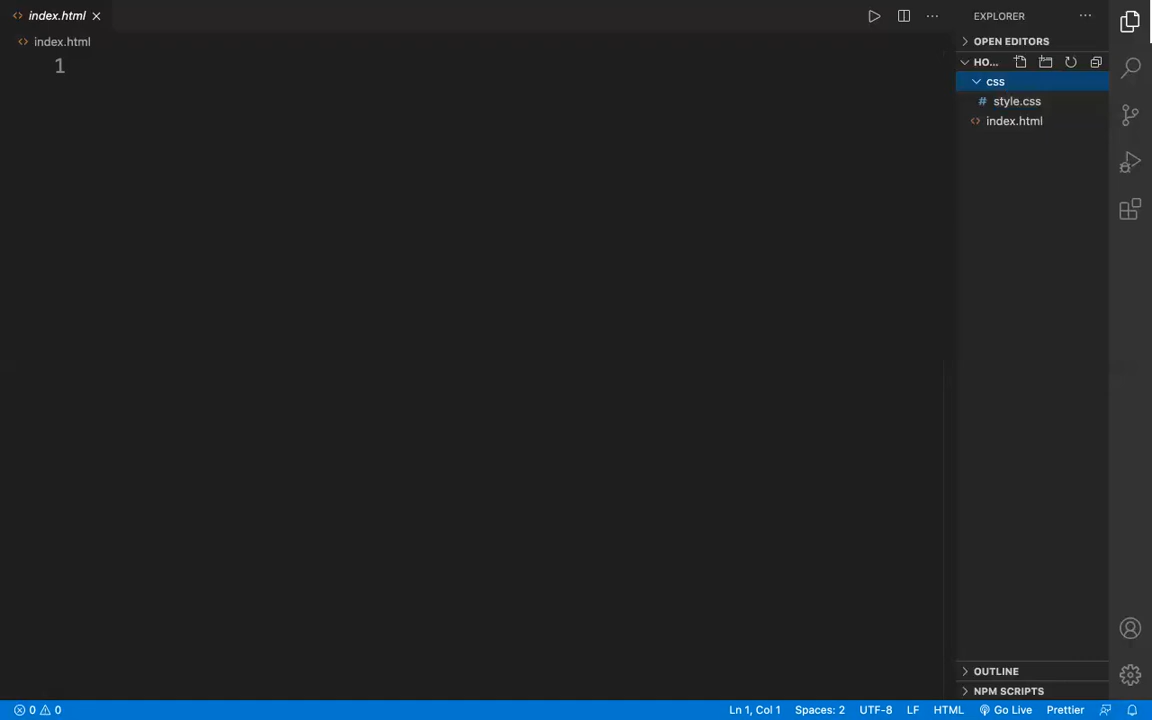 index.html
index.html
1
EXPLORER
OPEN EDITORS
HO...
css
# style.css
index.html
OUTLINE
NPM SCRIPTS
0 0
Ln 1, Col 1
Spaces: 2
UTF-8
LF
HTML
Go Live
Prettier